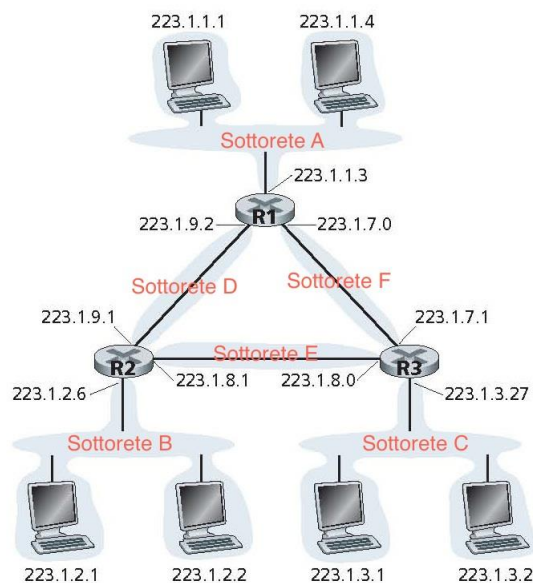 223.1.1.1
223.1.1.4
Sottorete A
223.1.1.3
R1
223.1.9.2
223.1.7.0
Sottorete D
Sottorete F
223.1.9.1
223.1.7.1
Sottorete E
R2
R3
223.1.8.1
223.1.8.0
223.1.2.6
223.1.3.27
Sottorete B
Sottorete C
223.1.2.1
223.1.2.2
223.1.3.1
223.1.3.2